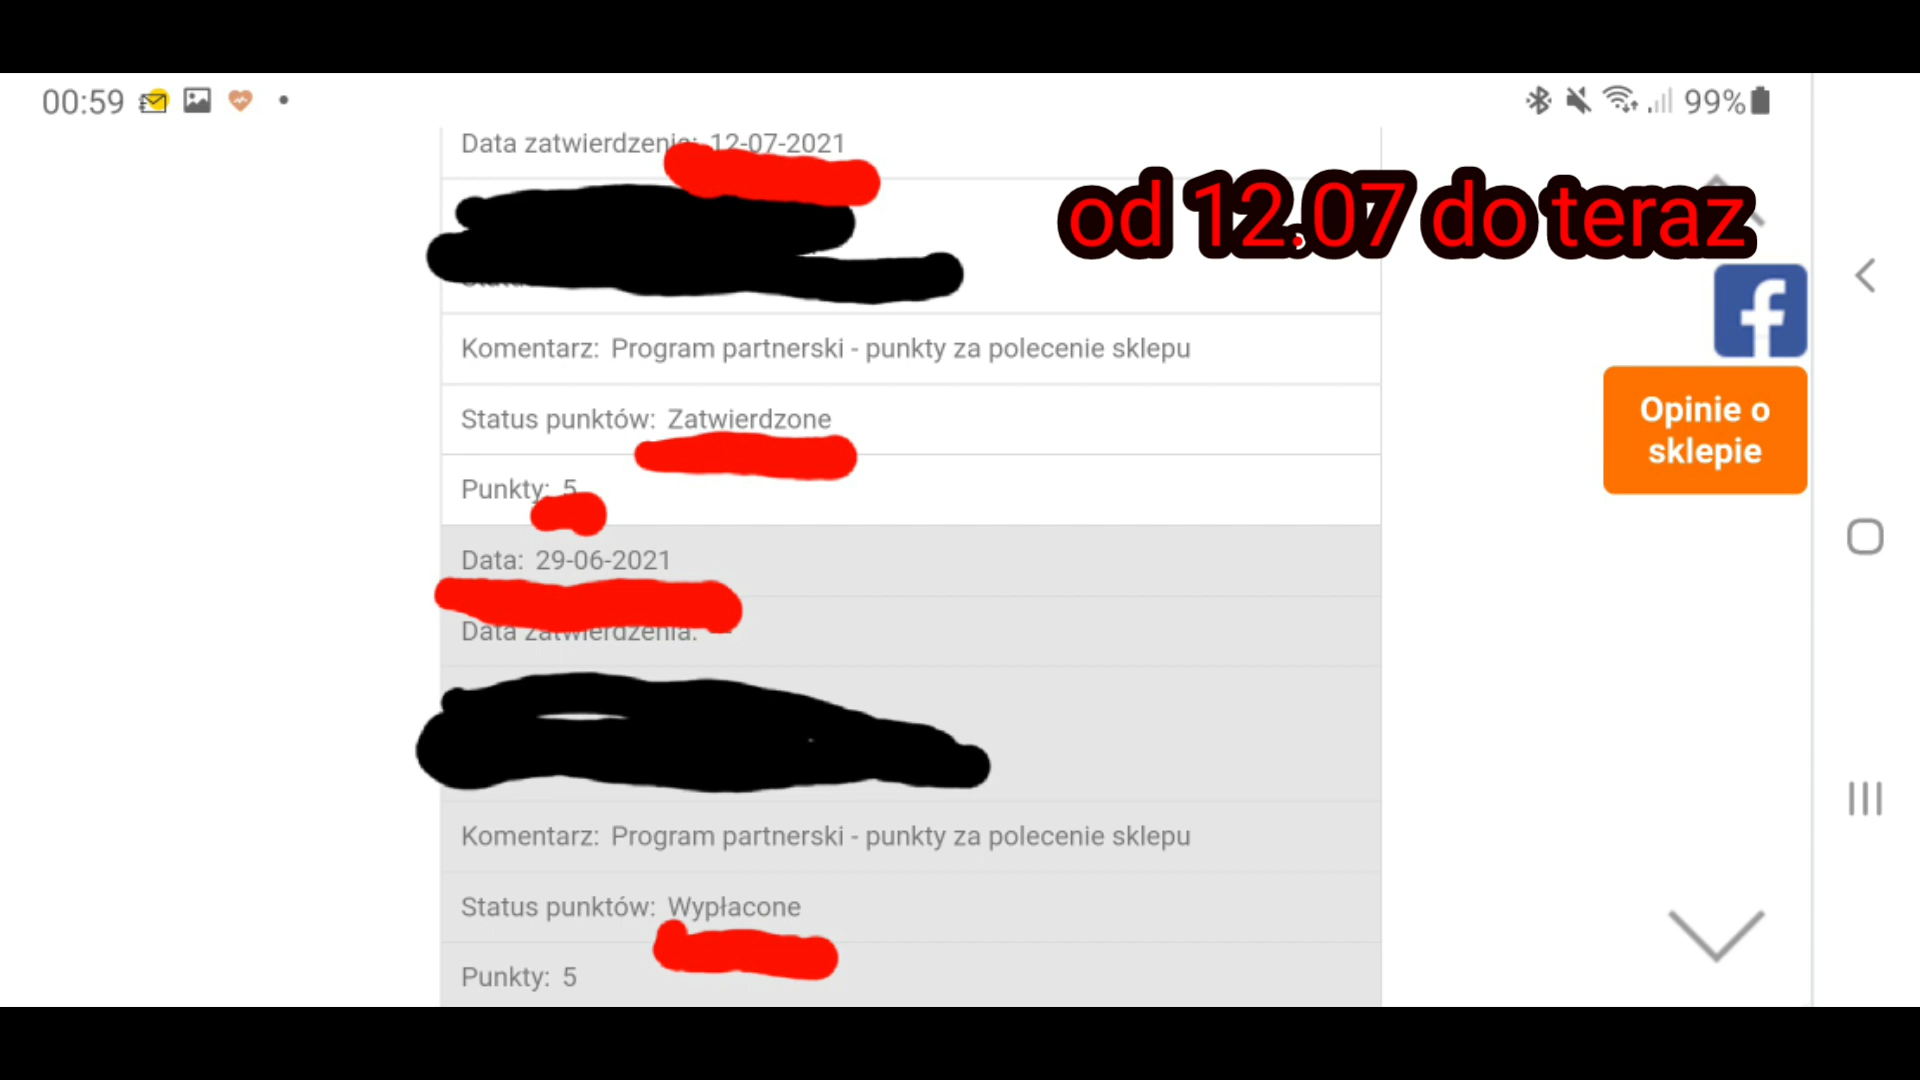 00:59
99%
Data zatwierdzenia: 12-07-2021
od 12.07 do teraz
Komentarz: Program partnerski - punkty za polecenie sklepu
Status punktów: Zatwierdzone
Opinie o
sklepie
Punkty: 5
Data: 29-06-2021
Data zatwierdzenia:
Komentarz: Program partnerski - punkty za polecenie sklepu
Status punktów: Wypłacone
Punkty: 5